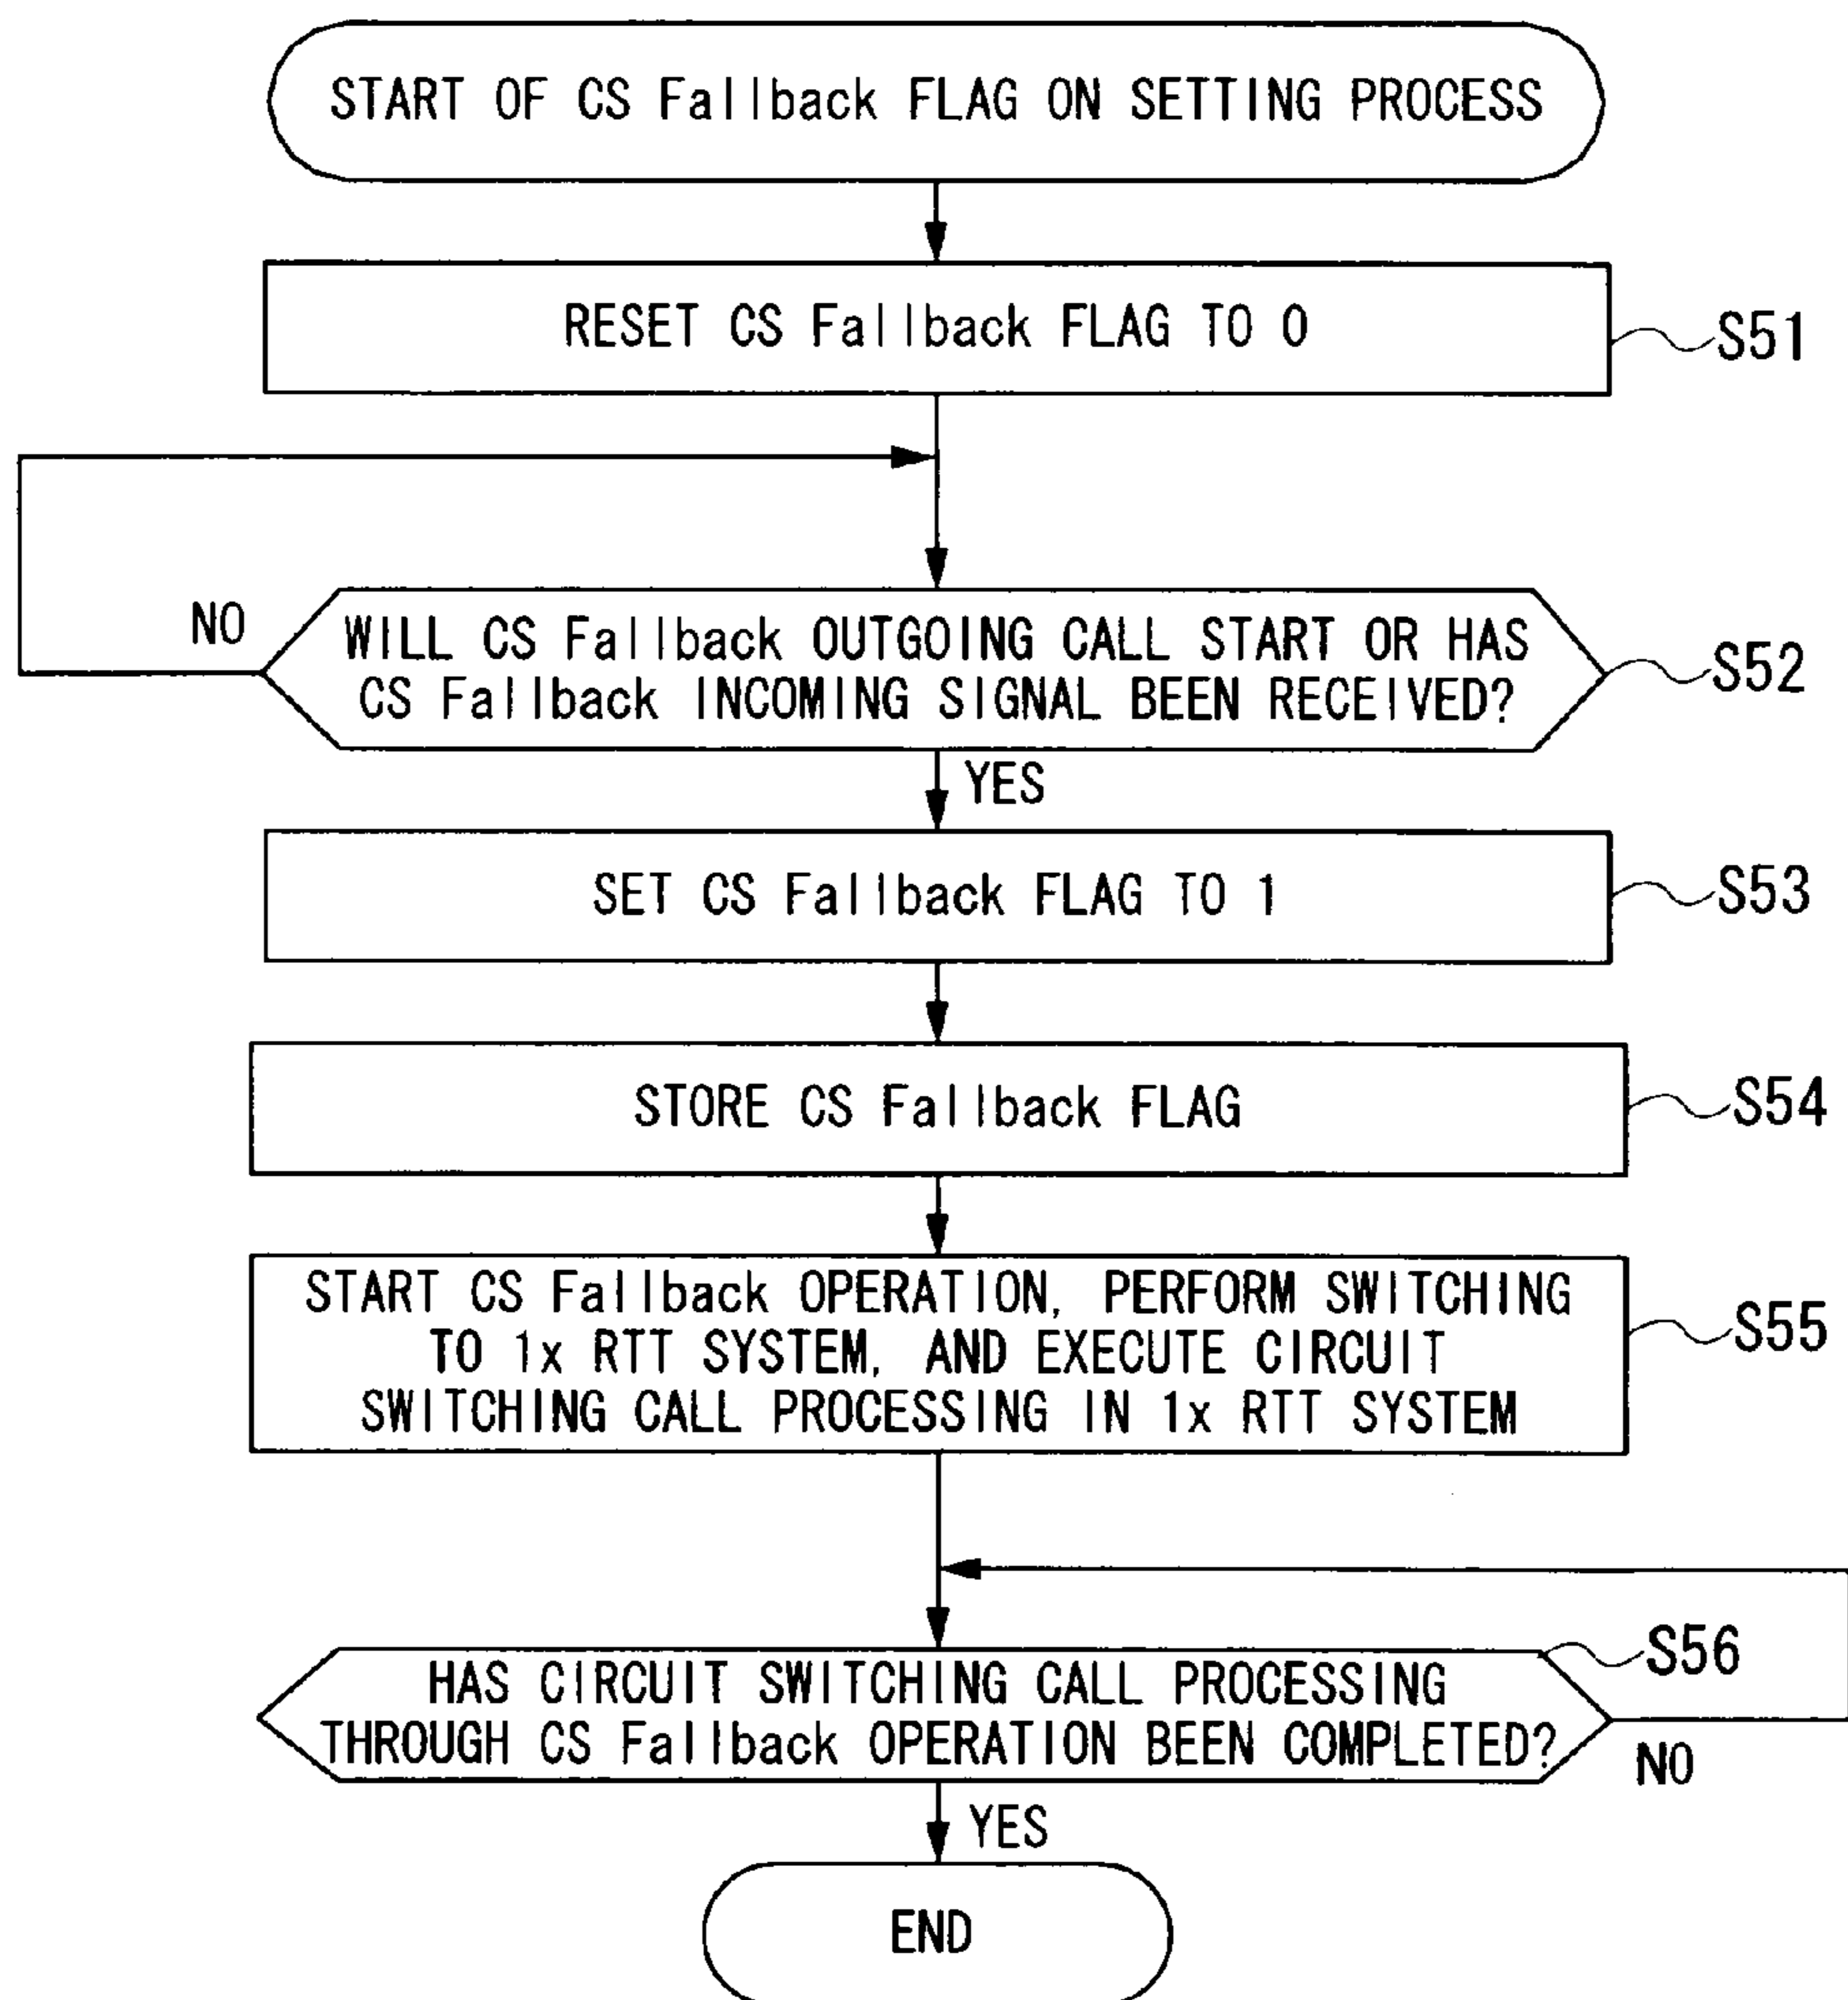 START OF CS Fallback FLAG ON SETTING PROCESS
RESET CS Fallback FLAG TO 0
S51
NO
WILL CS Fallback OUTGOING CALL START OR HAS
CS Fallback INCOMING SIGNAL BEEN RECEIVED?
S52
YES
SET CS Fallback FLAG TO 1
S53
STORE CS Fallback FLAG
S54
START CS Fallback OPERATION, PERFORM SWITCHING
TO 1x RTT SYSTEM, AND EXECUTE CIRCUIT
SWITCHING CALL PROCESSING IN 1x RTT SYSTEM
S55
S56
HAS CIRCUIT SWITCHING CALL PROCESSING
THROUGH CS Fallback OPERATION BEEN COMPLETED?
NO
YES
END